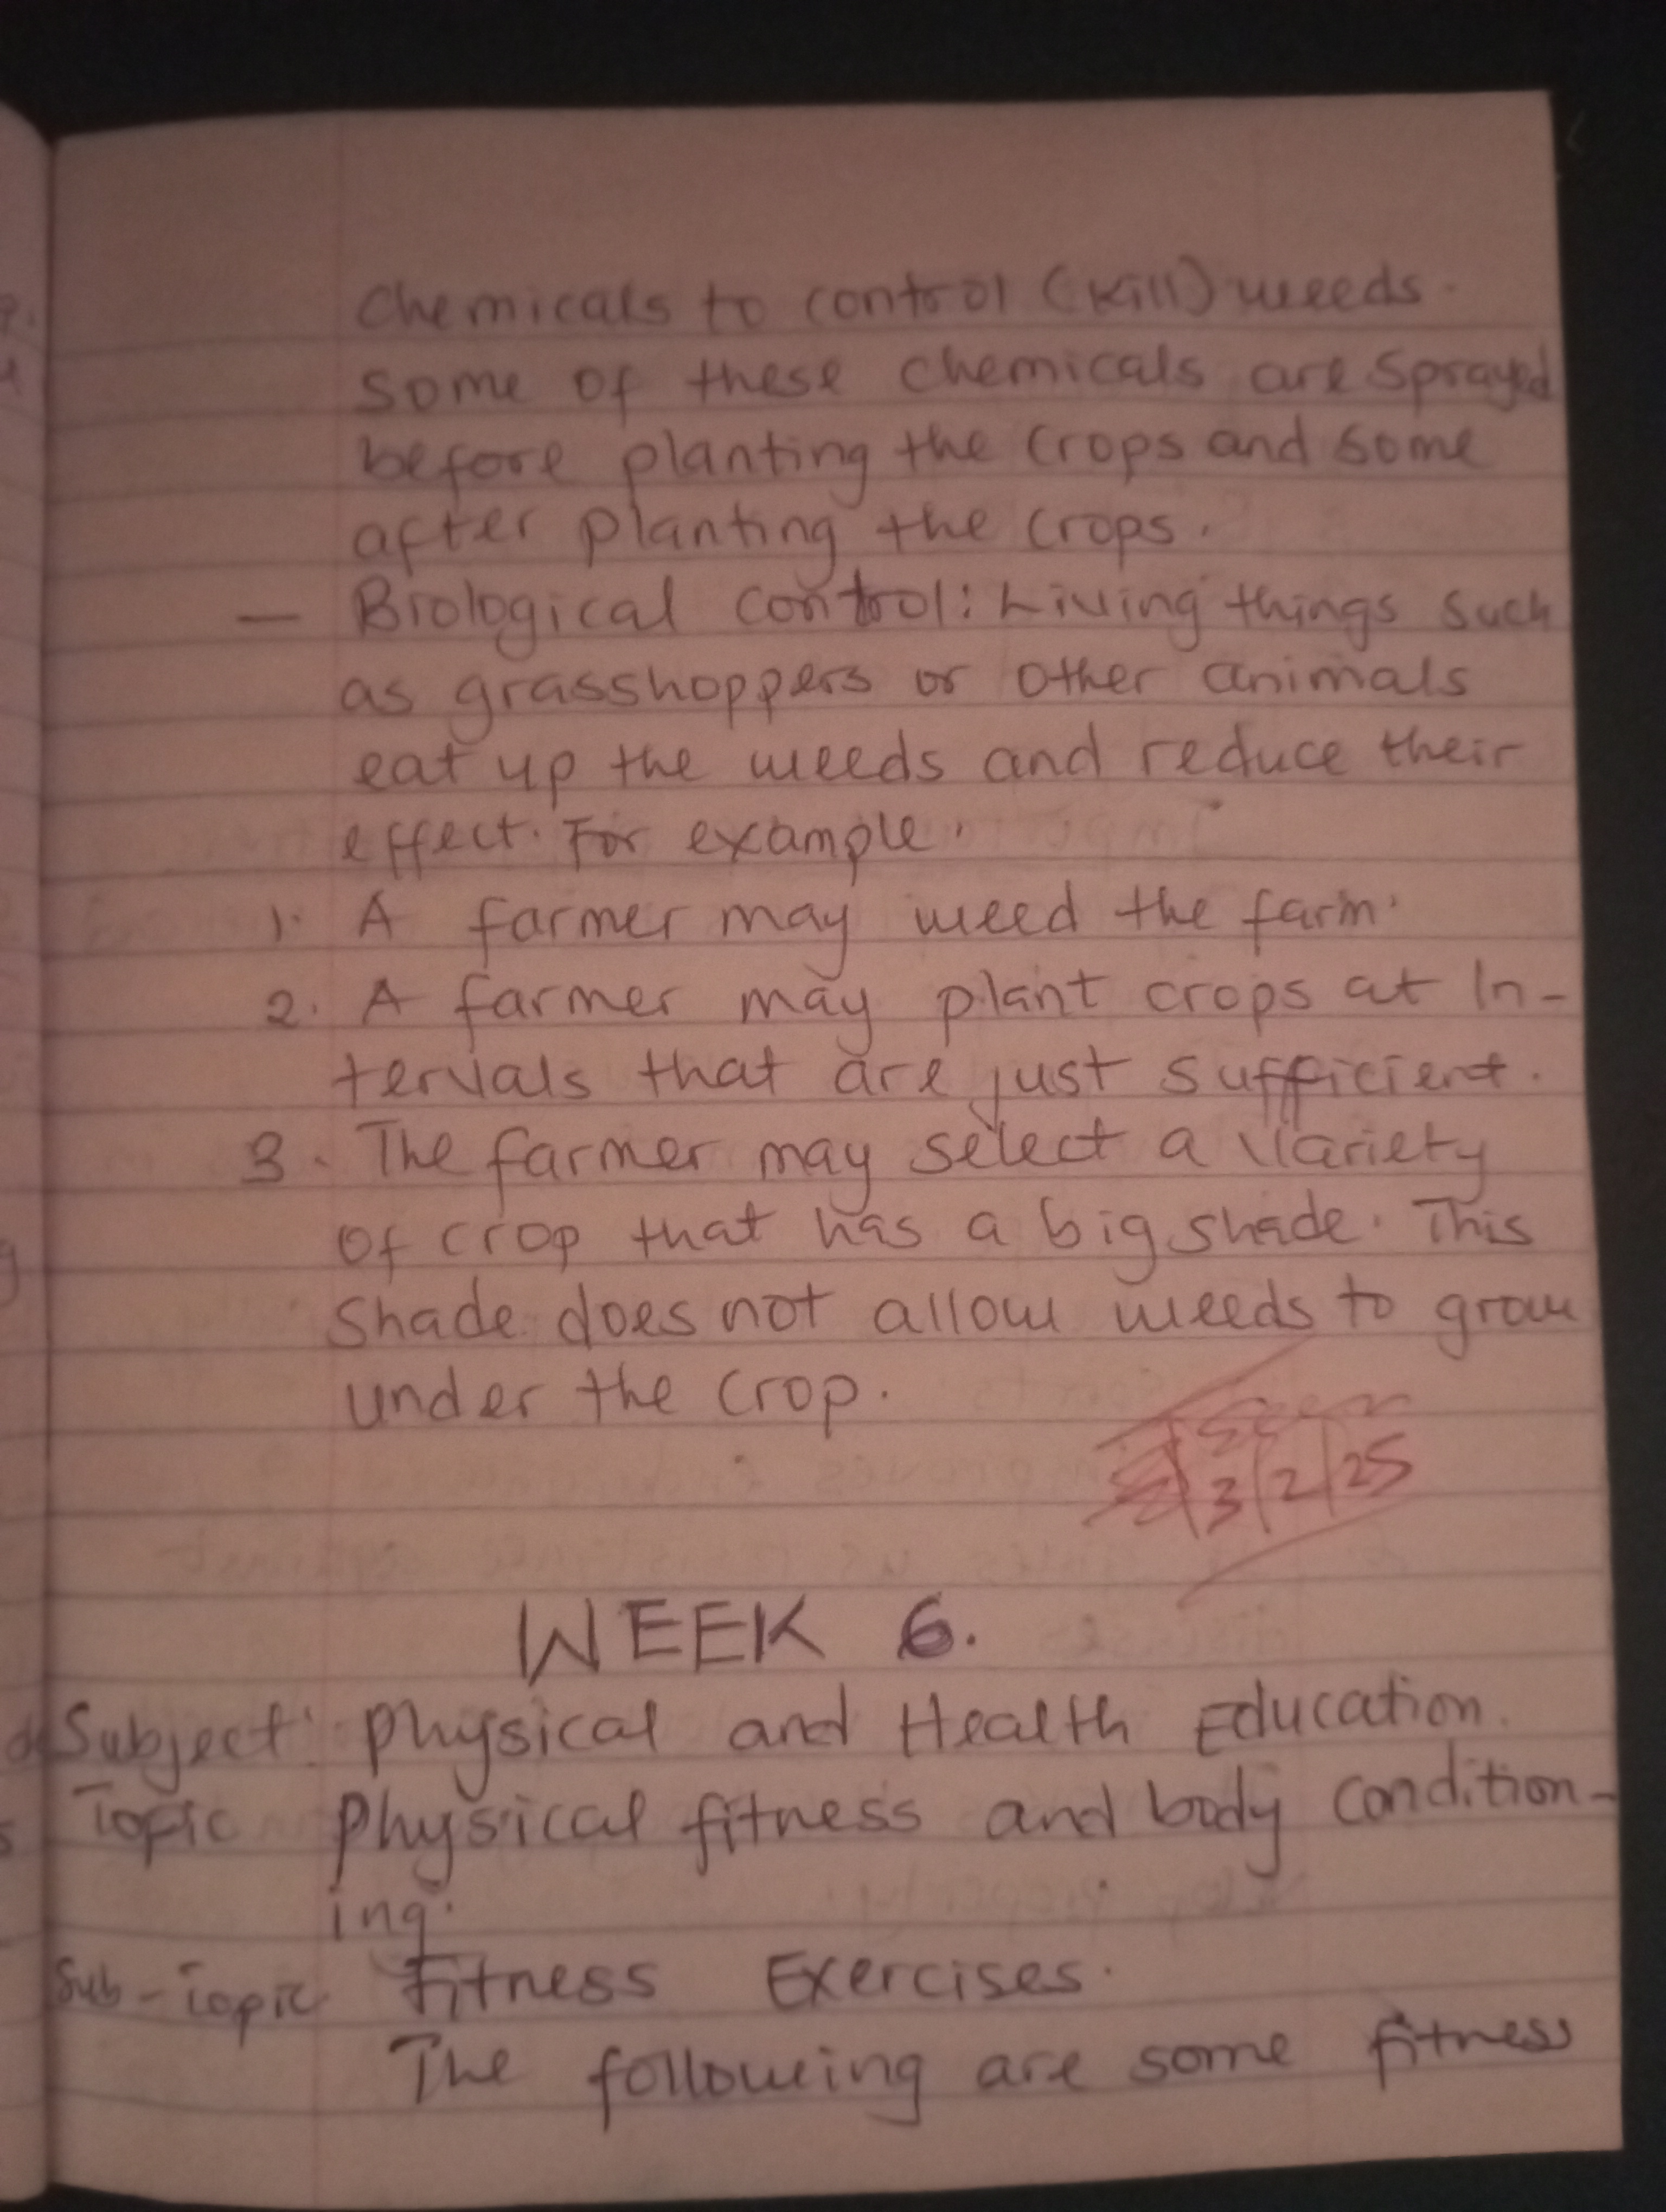 Chemicals to control (kill) weeds.
Some of these chemicals are sprayed
before planting the crops and some
after planting the crops.
— Biological control: Living things such
as grasshoppers or other animals
eat up the weeds and reduce their
effect. For example.
1. A farmer may weed the farm.
2. A farmer may plant crops at In-
tervals that are just sufficient.
3. The farmer may select a Variety
of crop that has a big shade. This
Shade does not allow weeds to grow
under the crop.
Seen
3/2/25
WEEK 6.
Subject: Physical and Health Education.
Topic Physical fitness and body condition-
ing.
Sub-Topic Fitness Exercises.
The following are some fitness